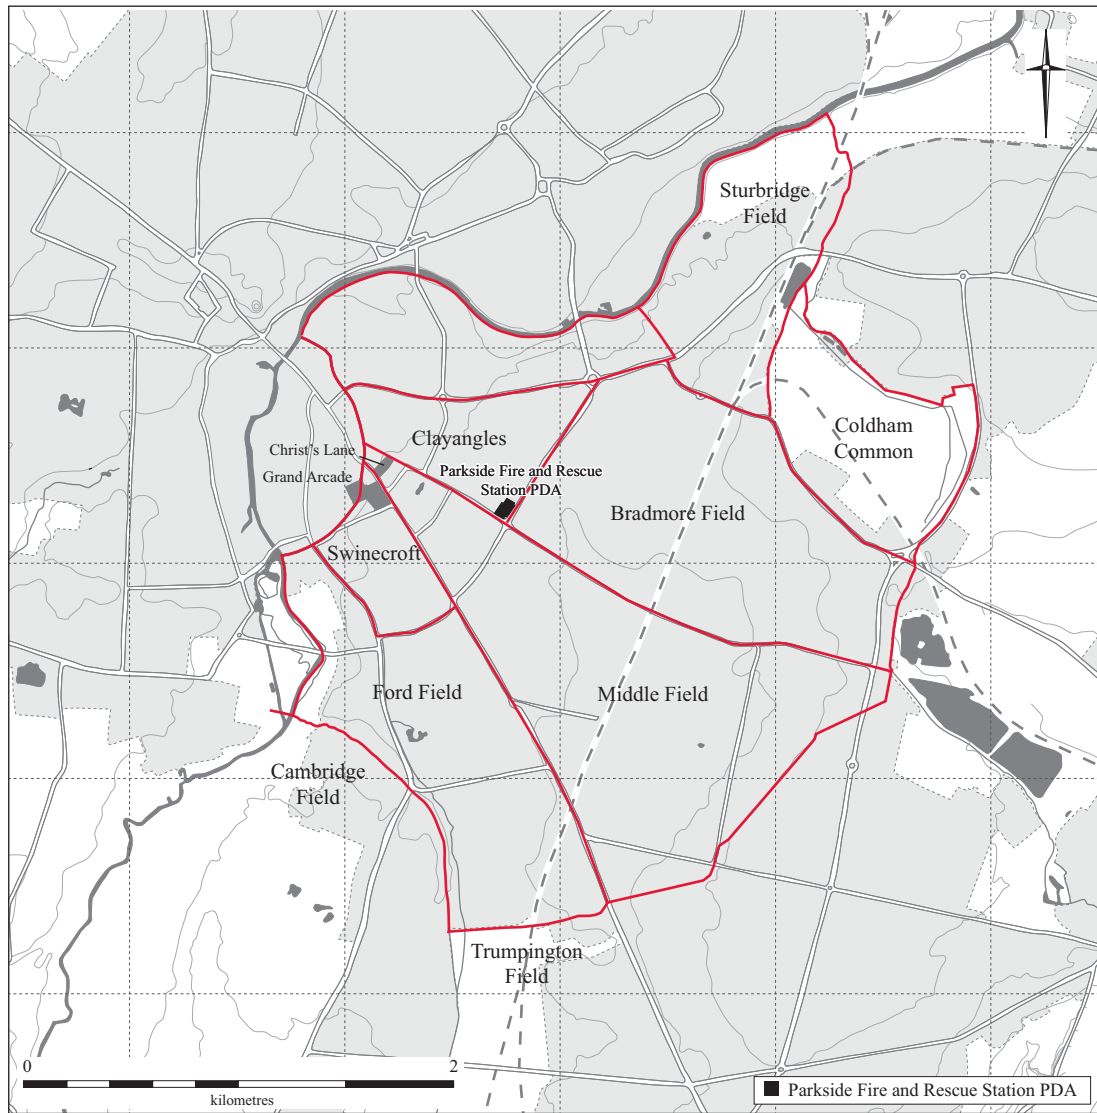 Sturbridge
Field
Coldham
Common
Clayangles
Christ's Lane
Grand Arcade
Parkside Fire and Rescue
Station PDA
Bradmore Field
Swinecroft
Ford Field
Middle Field
Cambridge
Field
Trumpington
Field
0
2
kilometres
Parkside Fire and Rescue Station PDA